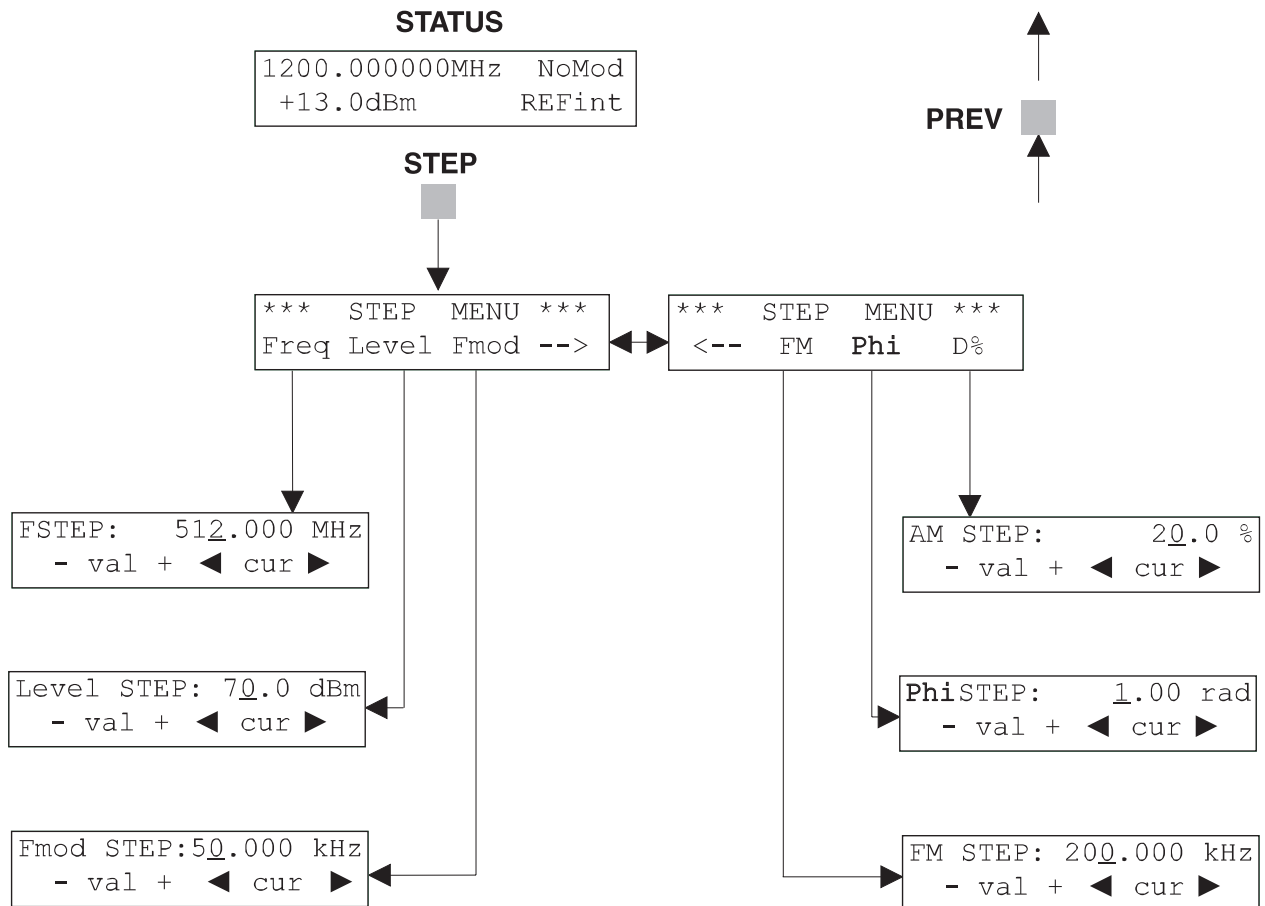 STATUS
1200.000000MHz NoMod
+13.0dBm REFint
PREV
STEP
*** STEP MENU ***
Freq Level Fmod -->
*** STEP MENU ***
<-- FM Phi D%
FSTEP: 512.000 MHz
- val + ◀ cur ▶
AM STEP: 20.0 %
- val + ◀ cur ▶
Level STEP: 70.0 dBm
- val + ◀ cur ▶
PhiSTEP: 1.00 rad
- val + ◀ cur ▶
Fmod STEP:50.000 kHz
- val + ◀ cur ▶
FM STEP: 200.000 kHz
- val + ◀ cur ▶